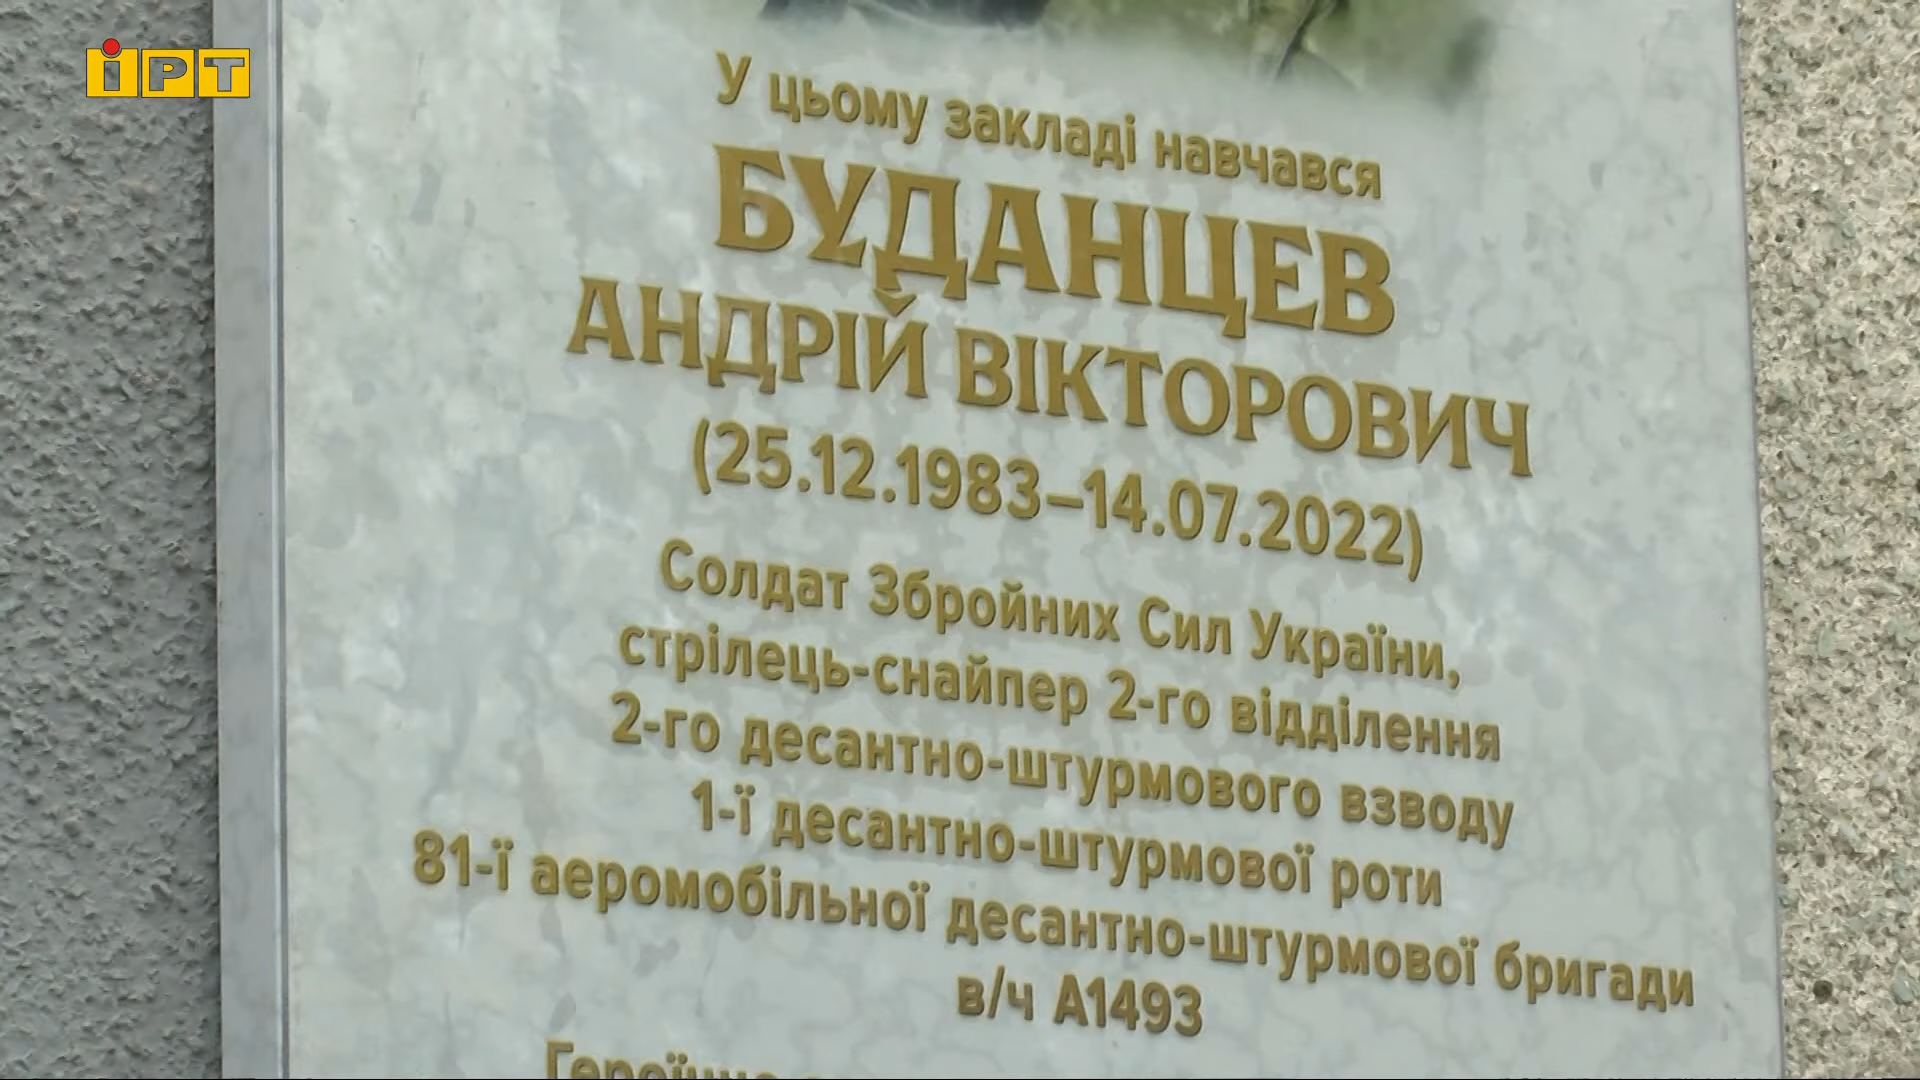 іРТ
У цьому закладі навчався
БУДАНЦЕВ
АНДРІЙ ВІКТОРОВИЧ
(25.12.1983–14.07.2022)
Солдат Збройних Сил України,
стрілець-снайпер 2-го відділення
2-го десантно-штурмового взводу
1-ї десантно-штурмової роти
81-ї аеромобільної десантно-штурмової бригади
в/ч А1493